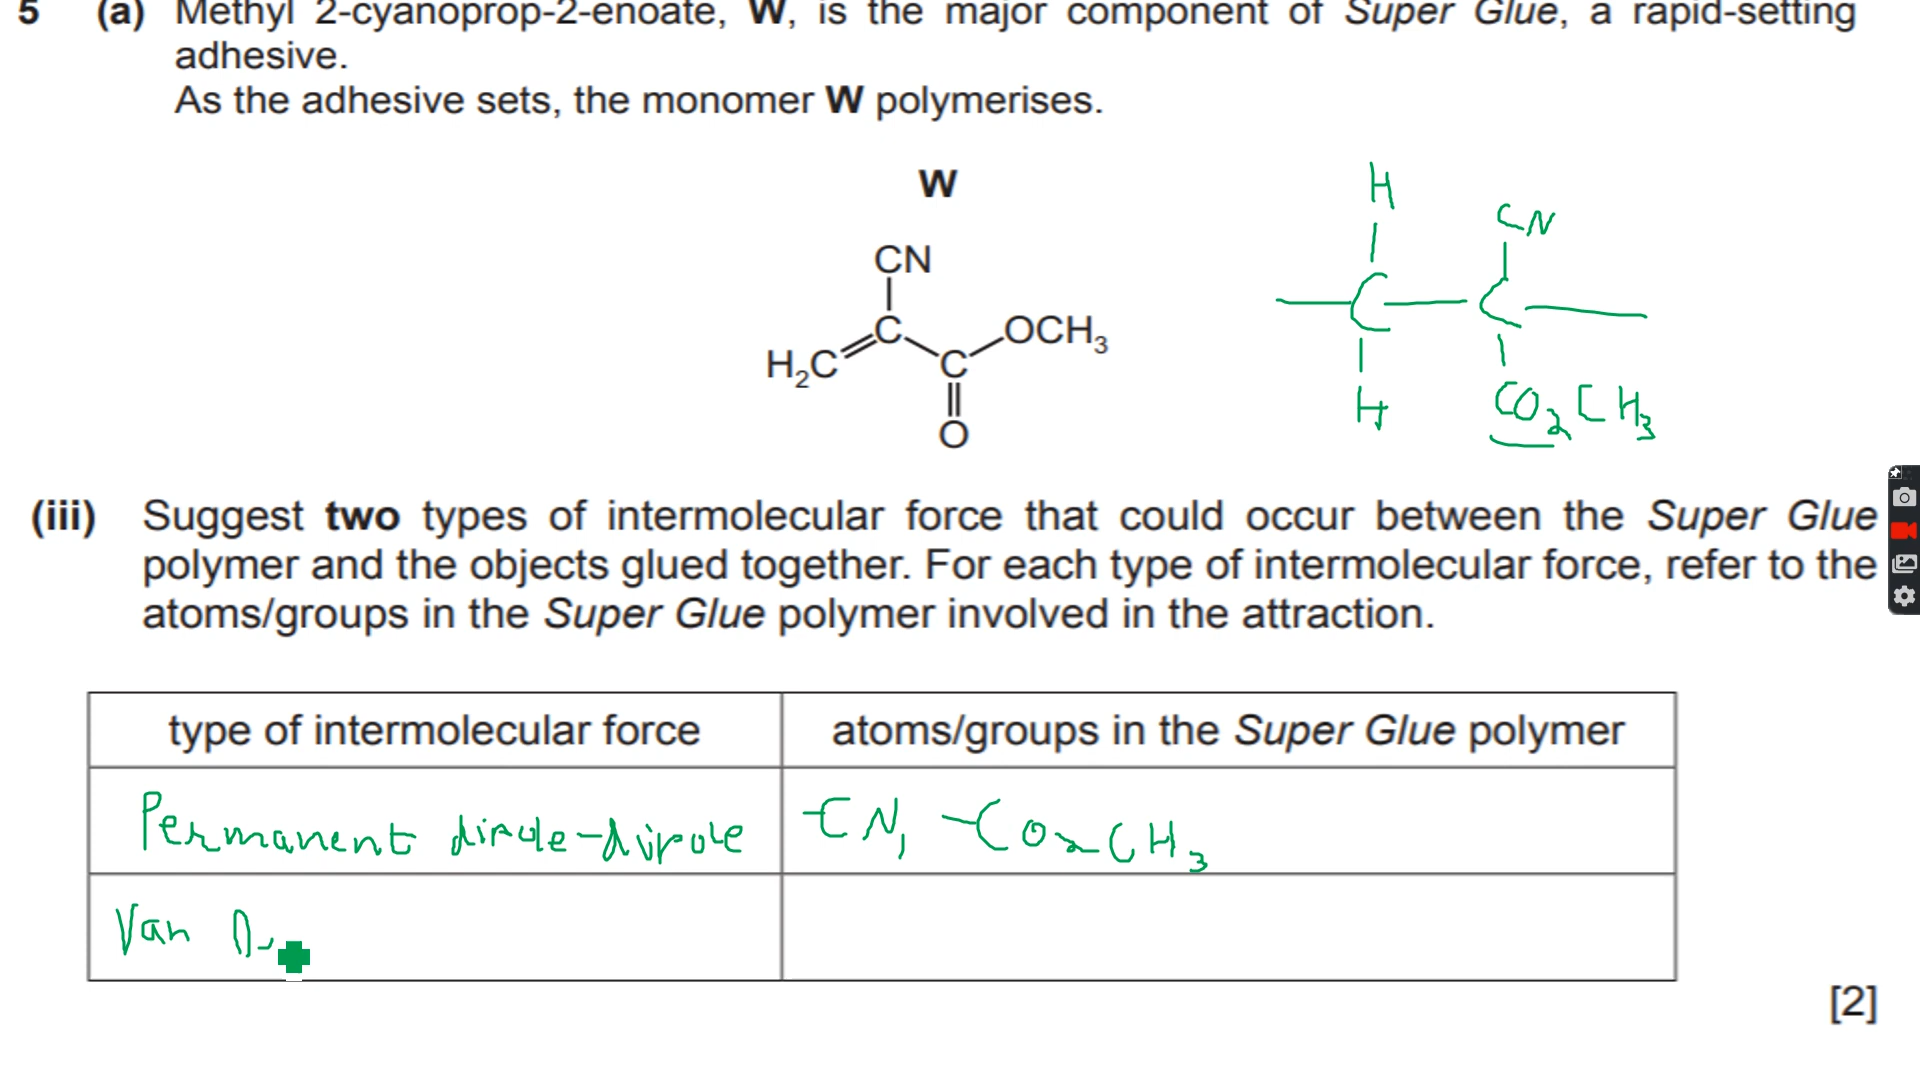 5 (a) Methyl 2-cyanoprop-2-enoate, W, is the major component of Super Glue, a rapid-setting
adhesive.
As the adhesive sets, the monomer W polymerises.
W
CN
C
H₂C C OCH₃
O
H
CN
C C
H CO₂CH₃
(iii) Suggest two types of intermolecular force that could occur between the Super Glue
polymer and the objects glued together. For each type of intermolecular force, refer to the
atoms/groups in the Super Glue polymer involved in the attraction.
type of intermolecular force atoms/groups in the Super Glue polymer
Permanent dipole-dipole -CN, -CO₂CH₃
Van D
[2]